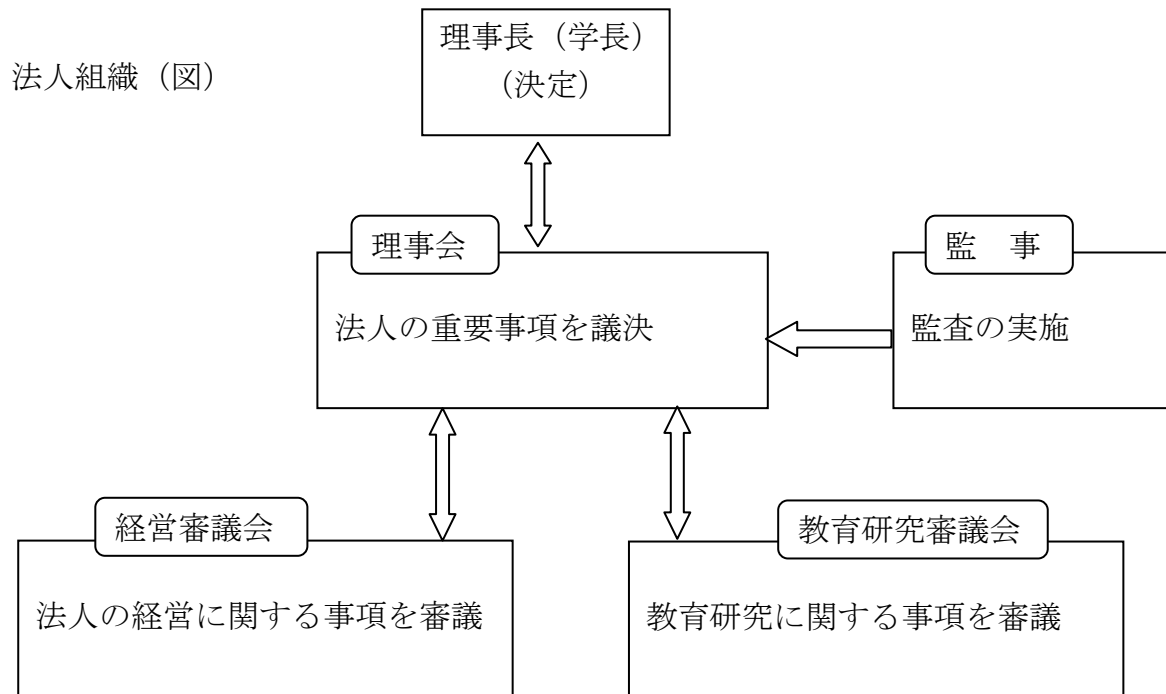 理事長（学長）
（決定）
法人組織（図）
理事会
監　事
法人の重要事項を議決
監査の実施
経営審議会
教育研究審議会
法人の経営に関する事項を審議
教育研究に関する事項を審議